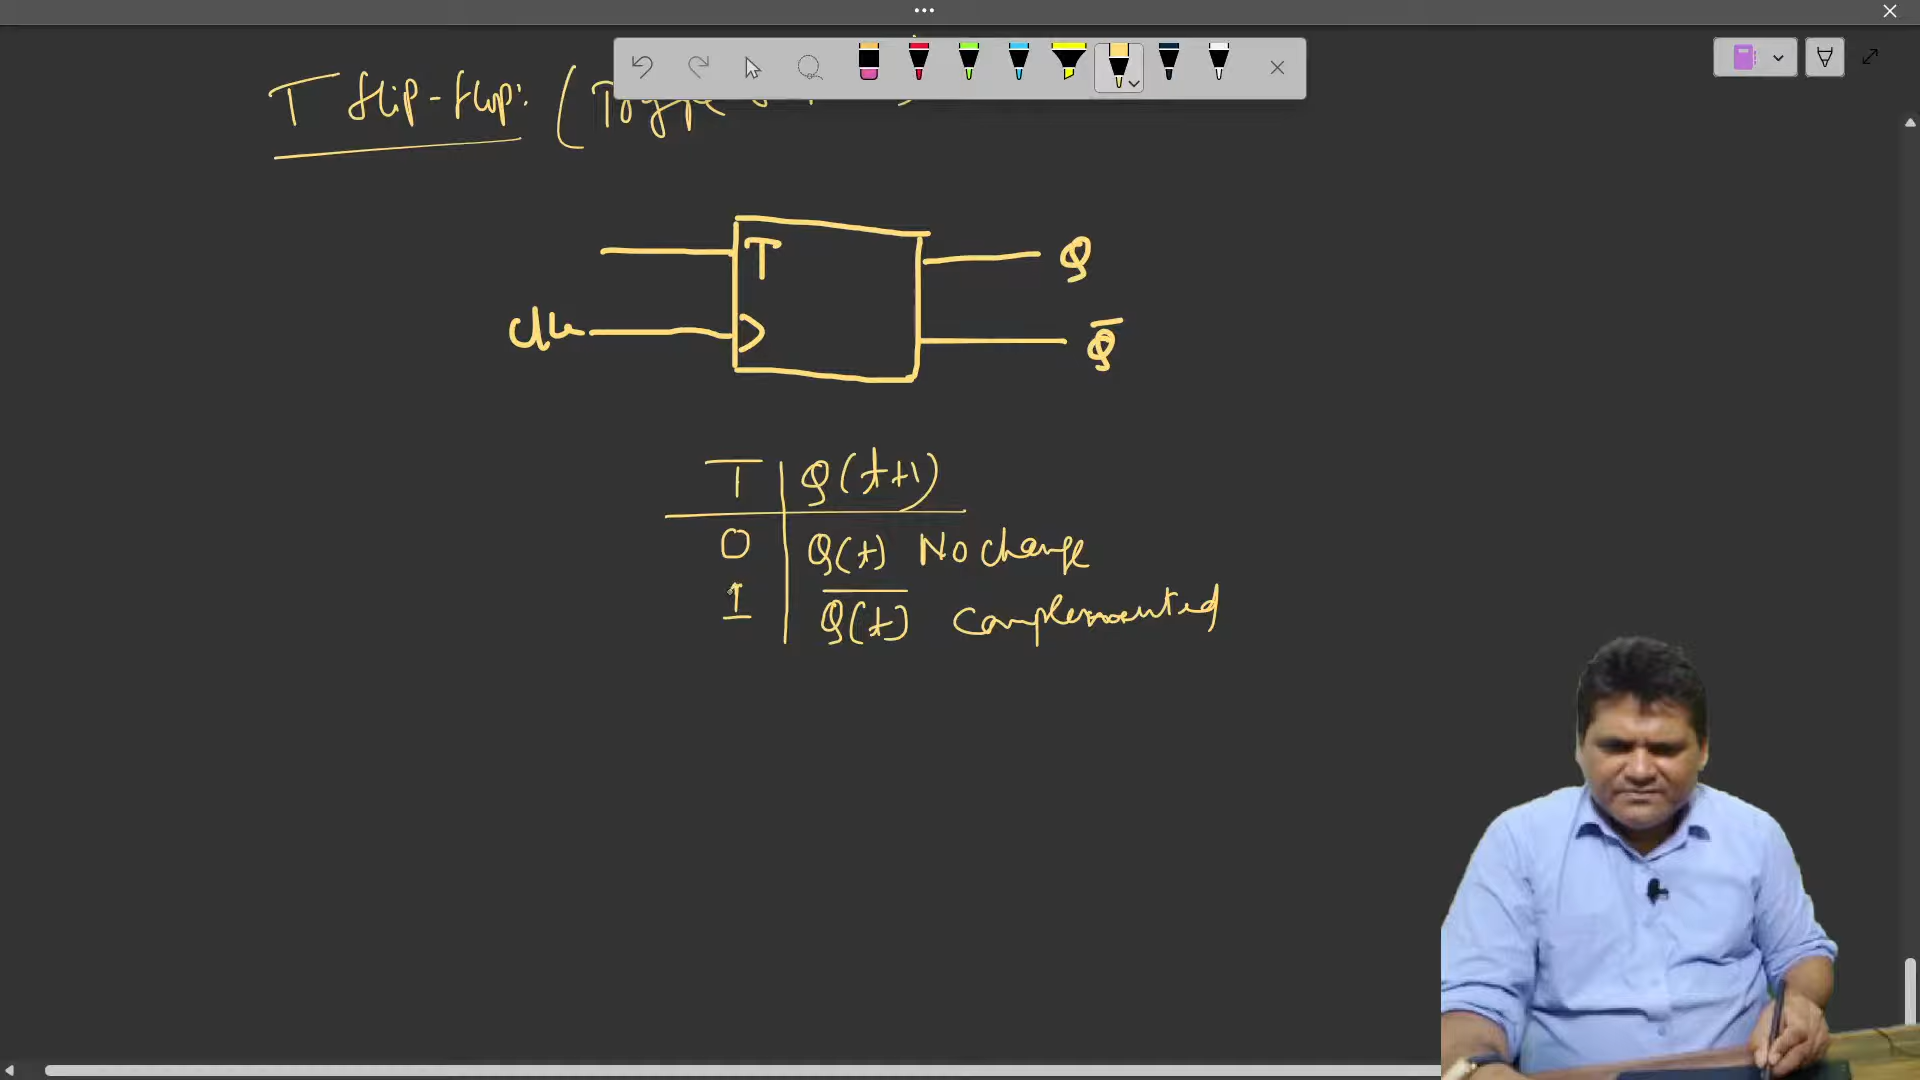 T flip-flop: (Toggle
T Q
clk Q̅
T Q(t+1)
0 Q(t) No change
1 Q̅(̅t̅)̅ Complemented